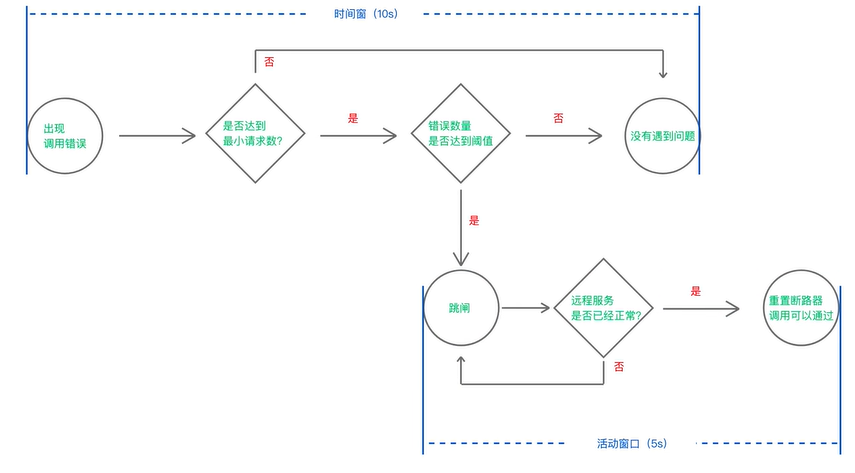 时间窗（10s）
否
出现
调用错误
是否达到
最小请求数?
是
错误数量
是否达到阈值
否
没有遇到问题
是
跳闸
远程服务
是否已经正常?
是
重置断路器
调用可以通过
否
活动窗口（5s）